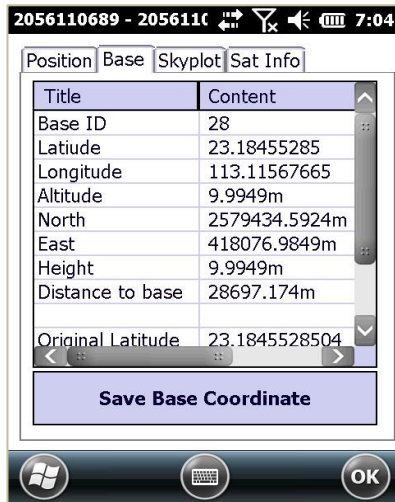 2056110689 - 205611( 7:04
Position Base Skyplot Sat Info
Title Content
Base ID 28
Latiude 23.18455285
Longitude 113.11567665
Altitude 9.9949m
North 2579434.5924m
East 418076.9849m
Height 9.9949m
Distance to base 28697.174m
Original Latitude 23.1845528504
Save Base Coordinate
OK